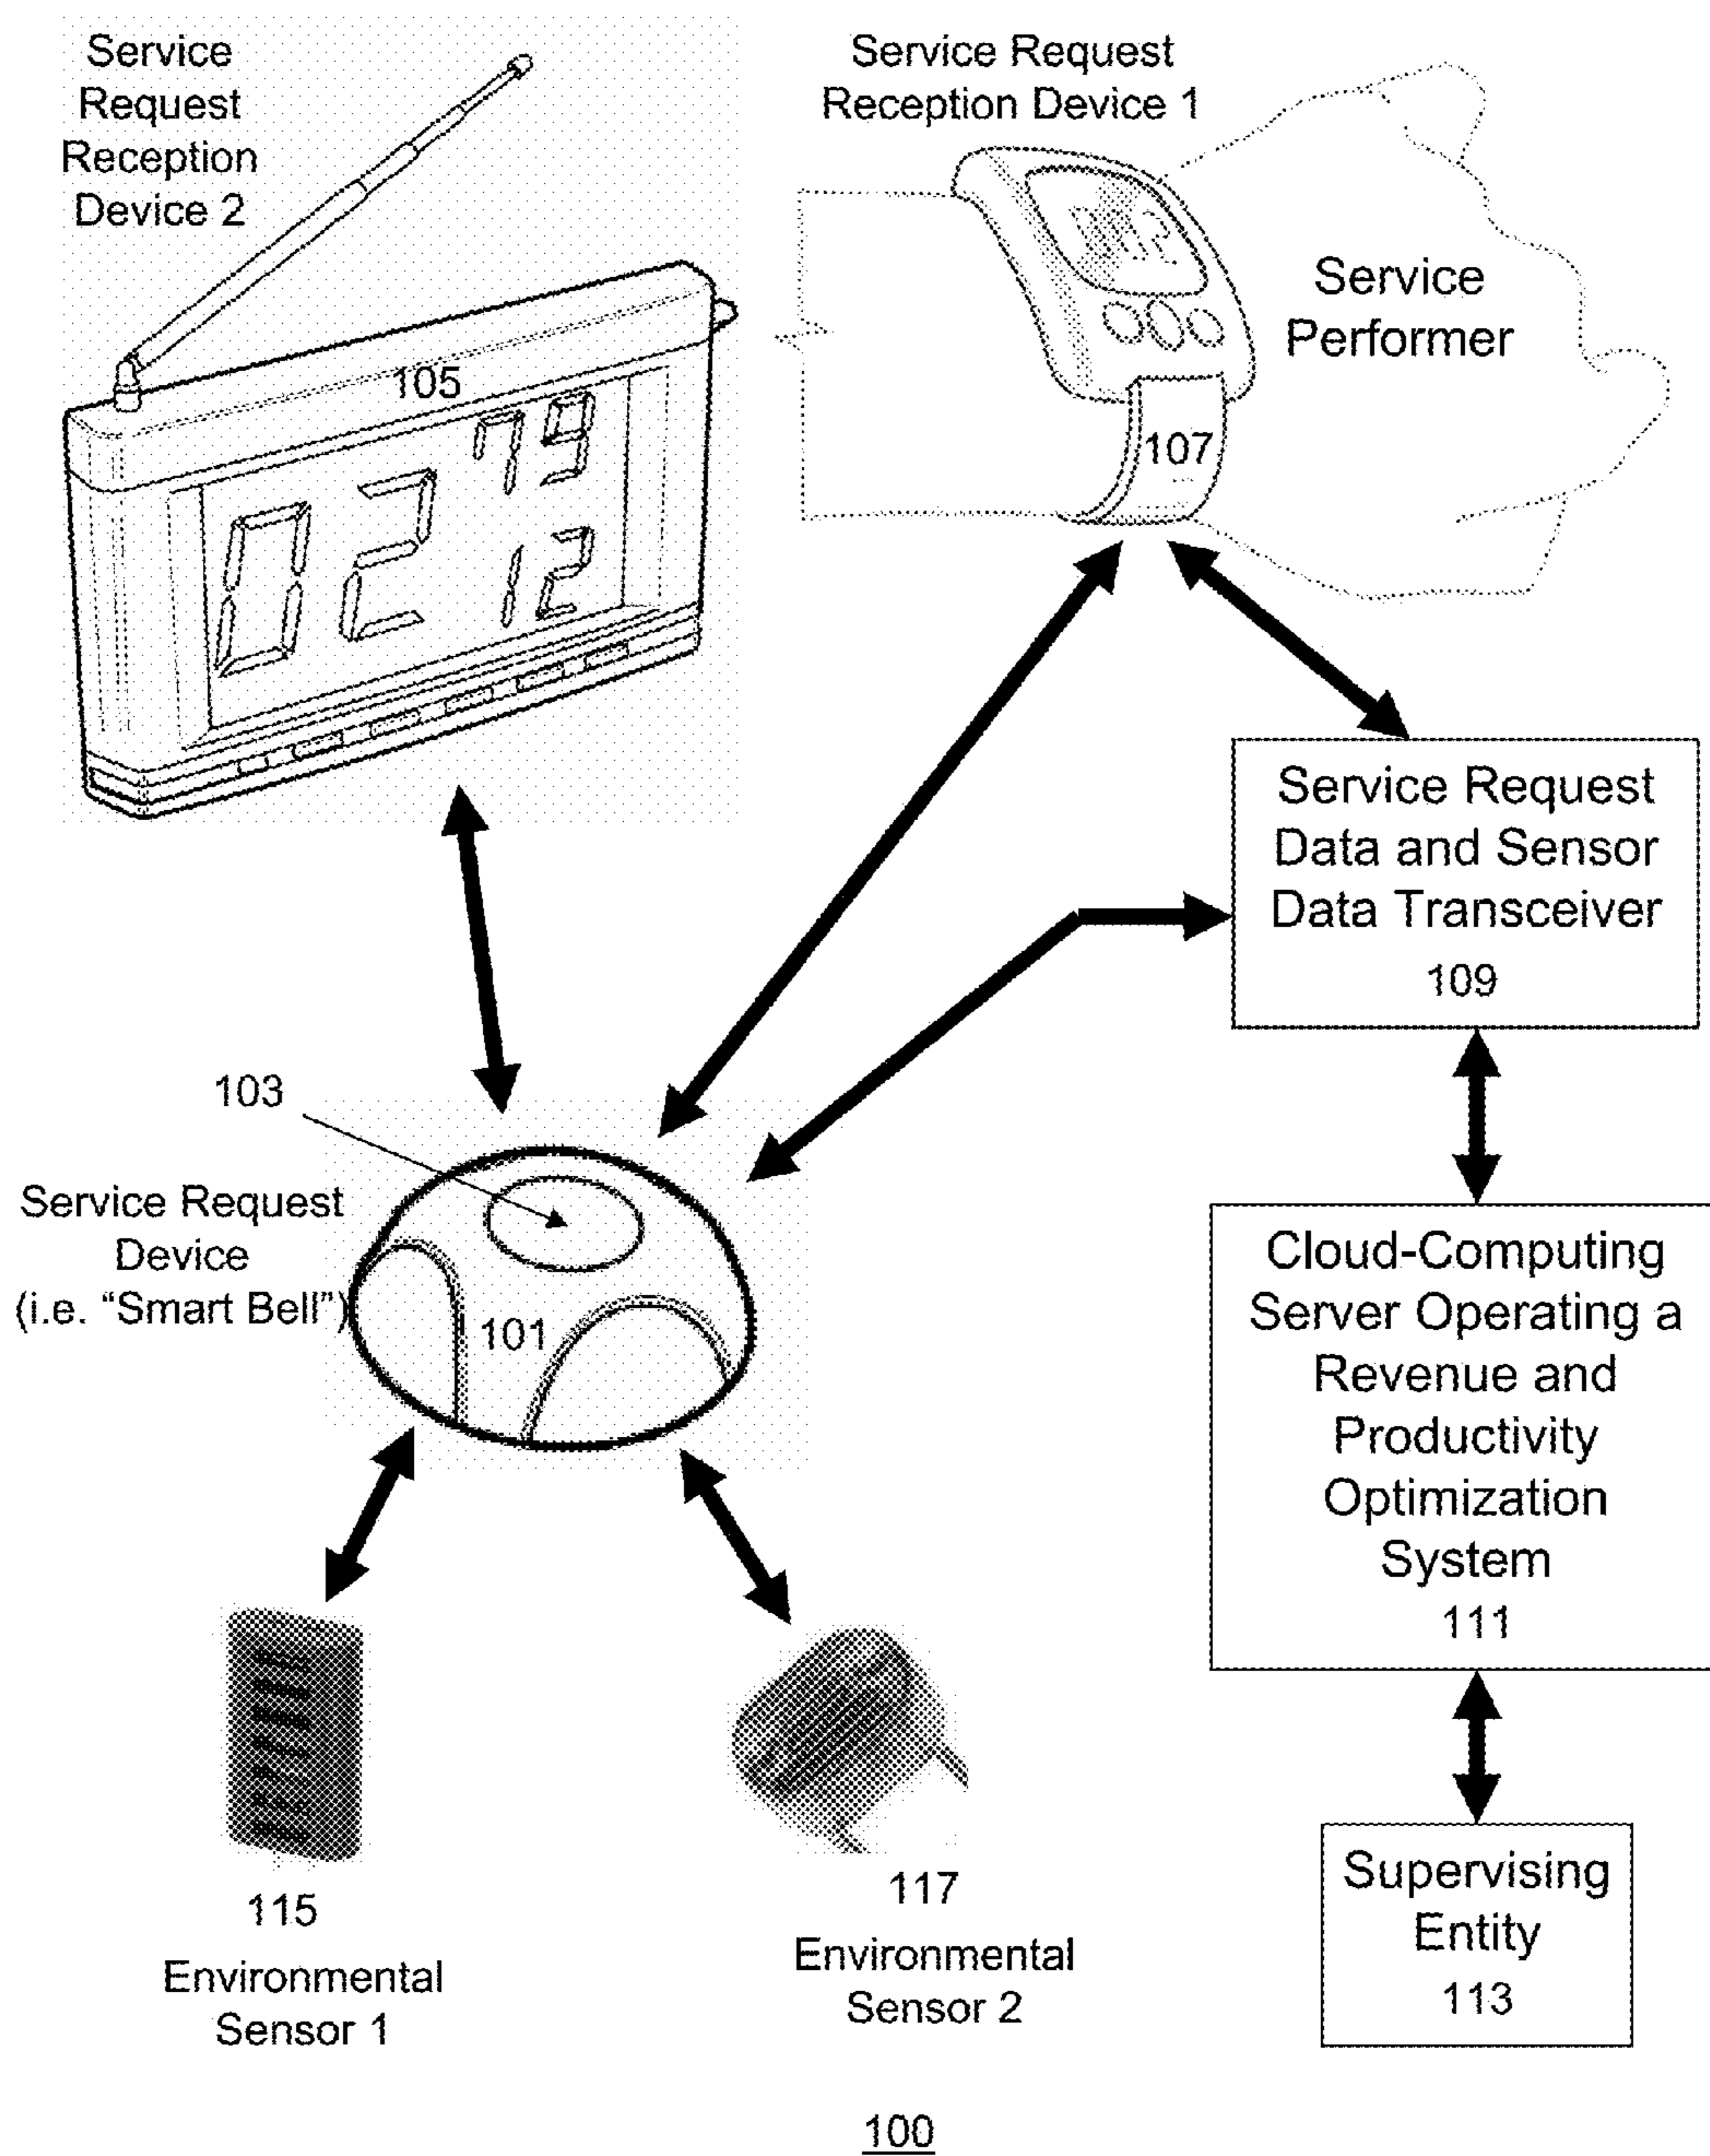 Service
Request
Reception
Device 2
Service Request
Reception Device 1
Service
Performer
105
02
79
12
107
Service Request
Data and Sensor
Data Transceiver
109
103
Service Request
Device
(i.e. “Smart Bell”)
101
Cloud-Computing
Server Operating a
Revenue and
Productivity
Optimization
System
111
115
Environmental
Sensor 1
117
Environmental
Sensor 2
Supervising
Entity
113
100